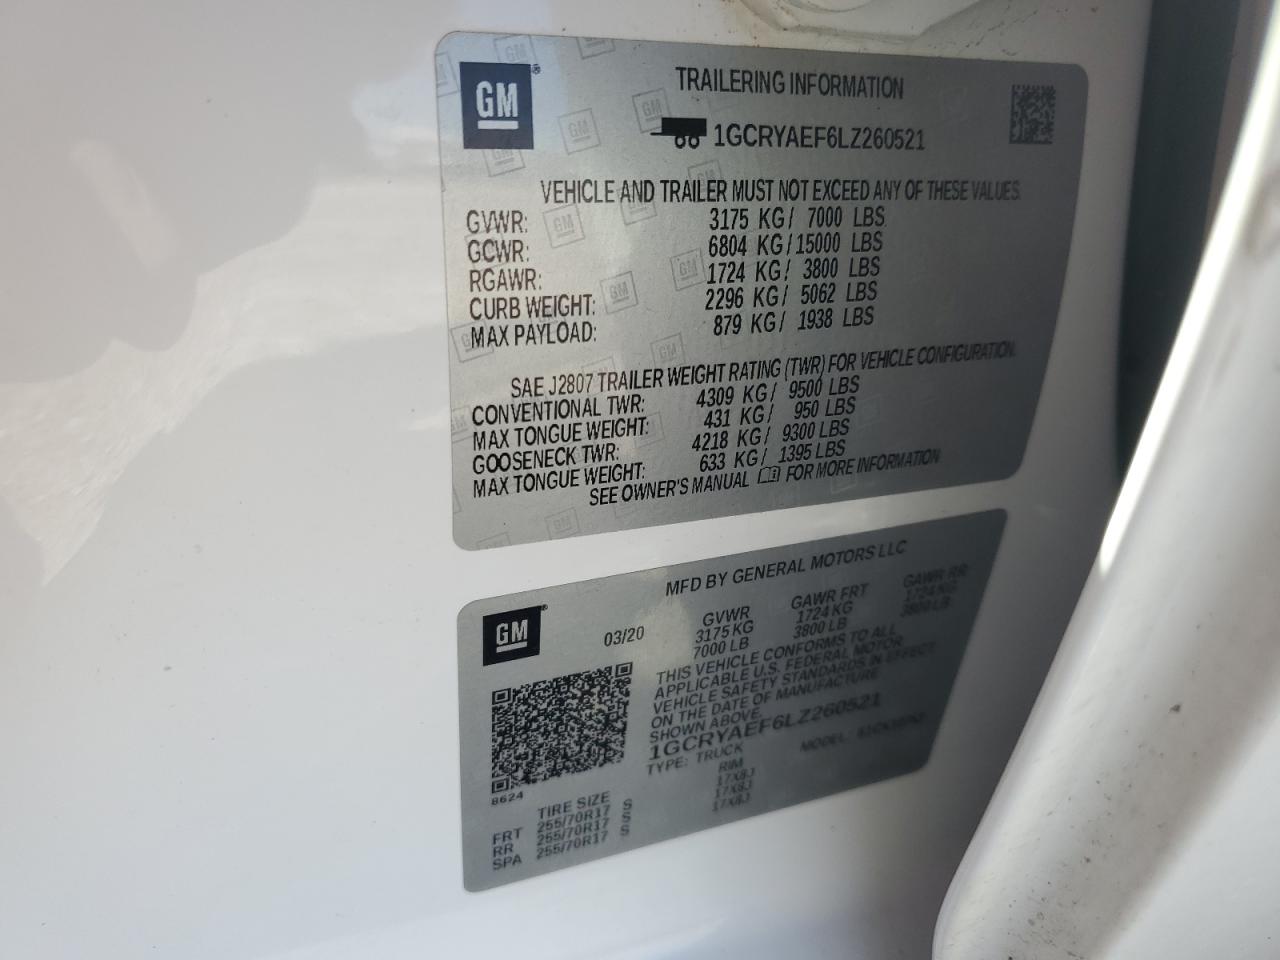 GM
TRAILERING INFORMATION
1GCRYAEF6LZ260521
VEHICLE AND TRAILER MUST NOT EXCEED ANY OF THESE VALUES.
GVWR: 3175 KG/ 7000 LBS
GCWR: 6804 KG/15000 LBS
RGAWR: 1724 KG/ 3800 LBS
CURB WEIGHT: 2296 KG/ 5062 LBS
MAX PAYLOAD: 879 KG/ 1938 LBS
SAE J2807 TRAILER WEIGHT RATING (TWR) FOR VEHICLE CONFIGURATION.
CONVENTIONAL TWR: 4309 KG/ 9500 LBS
MAX TONGUE WEIGHT: 431 KG/ 950 LBS
GOOSENECK TWR: 4218 KG/ 9300 LBS
MAX TONGUE WEIGHT: 633 KG/ 1395 LBS
SEE OWNER'S MANUAL FOR MORE INFORMATION
MFD BY GENERAL MOTORS LLC
GM
03/20
GVWR GAWR FRT GAWR RR
3175 KG 1724 KG 1724 KG
7000 LB 3800 LB 3800 LB
THIS VEHICLE CONFORMS TO ALL
APPLICABLE U.S. FEDERAL MOTOR
VEHICLE SAFETY STANDARDS IN EFFECT
ON THE DATE OF MANUFACTURE
SHOWN ABOVE.
1GCRYAEF6LZ260521
TYPE: TRUCK MODEL:
8624
TIRE SIZE RIM
FRT 255/70R17 S 17X8J
RR 255/70R17 S 17X8J
SPA 255/70R17 S 17X8J